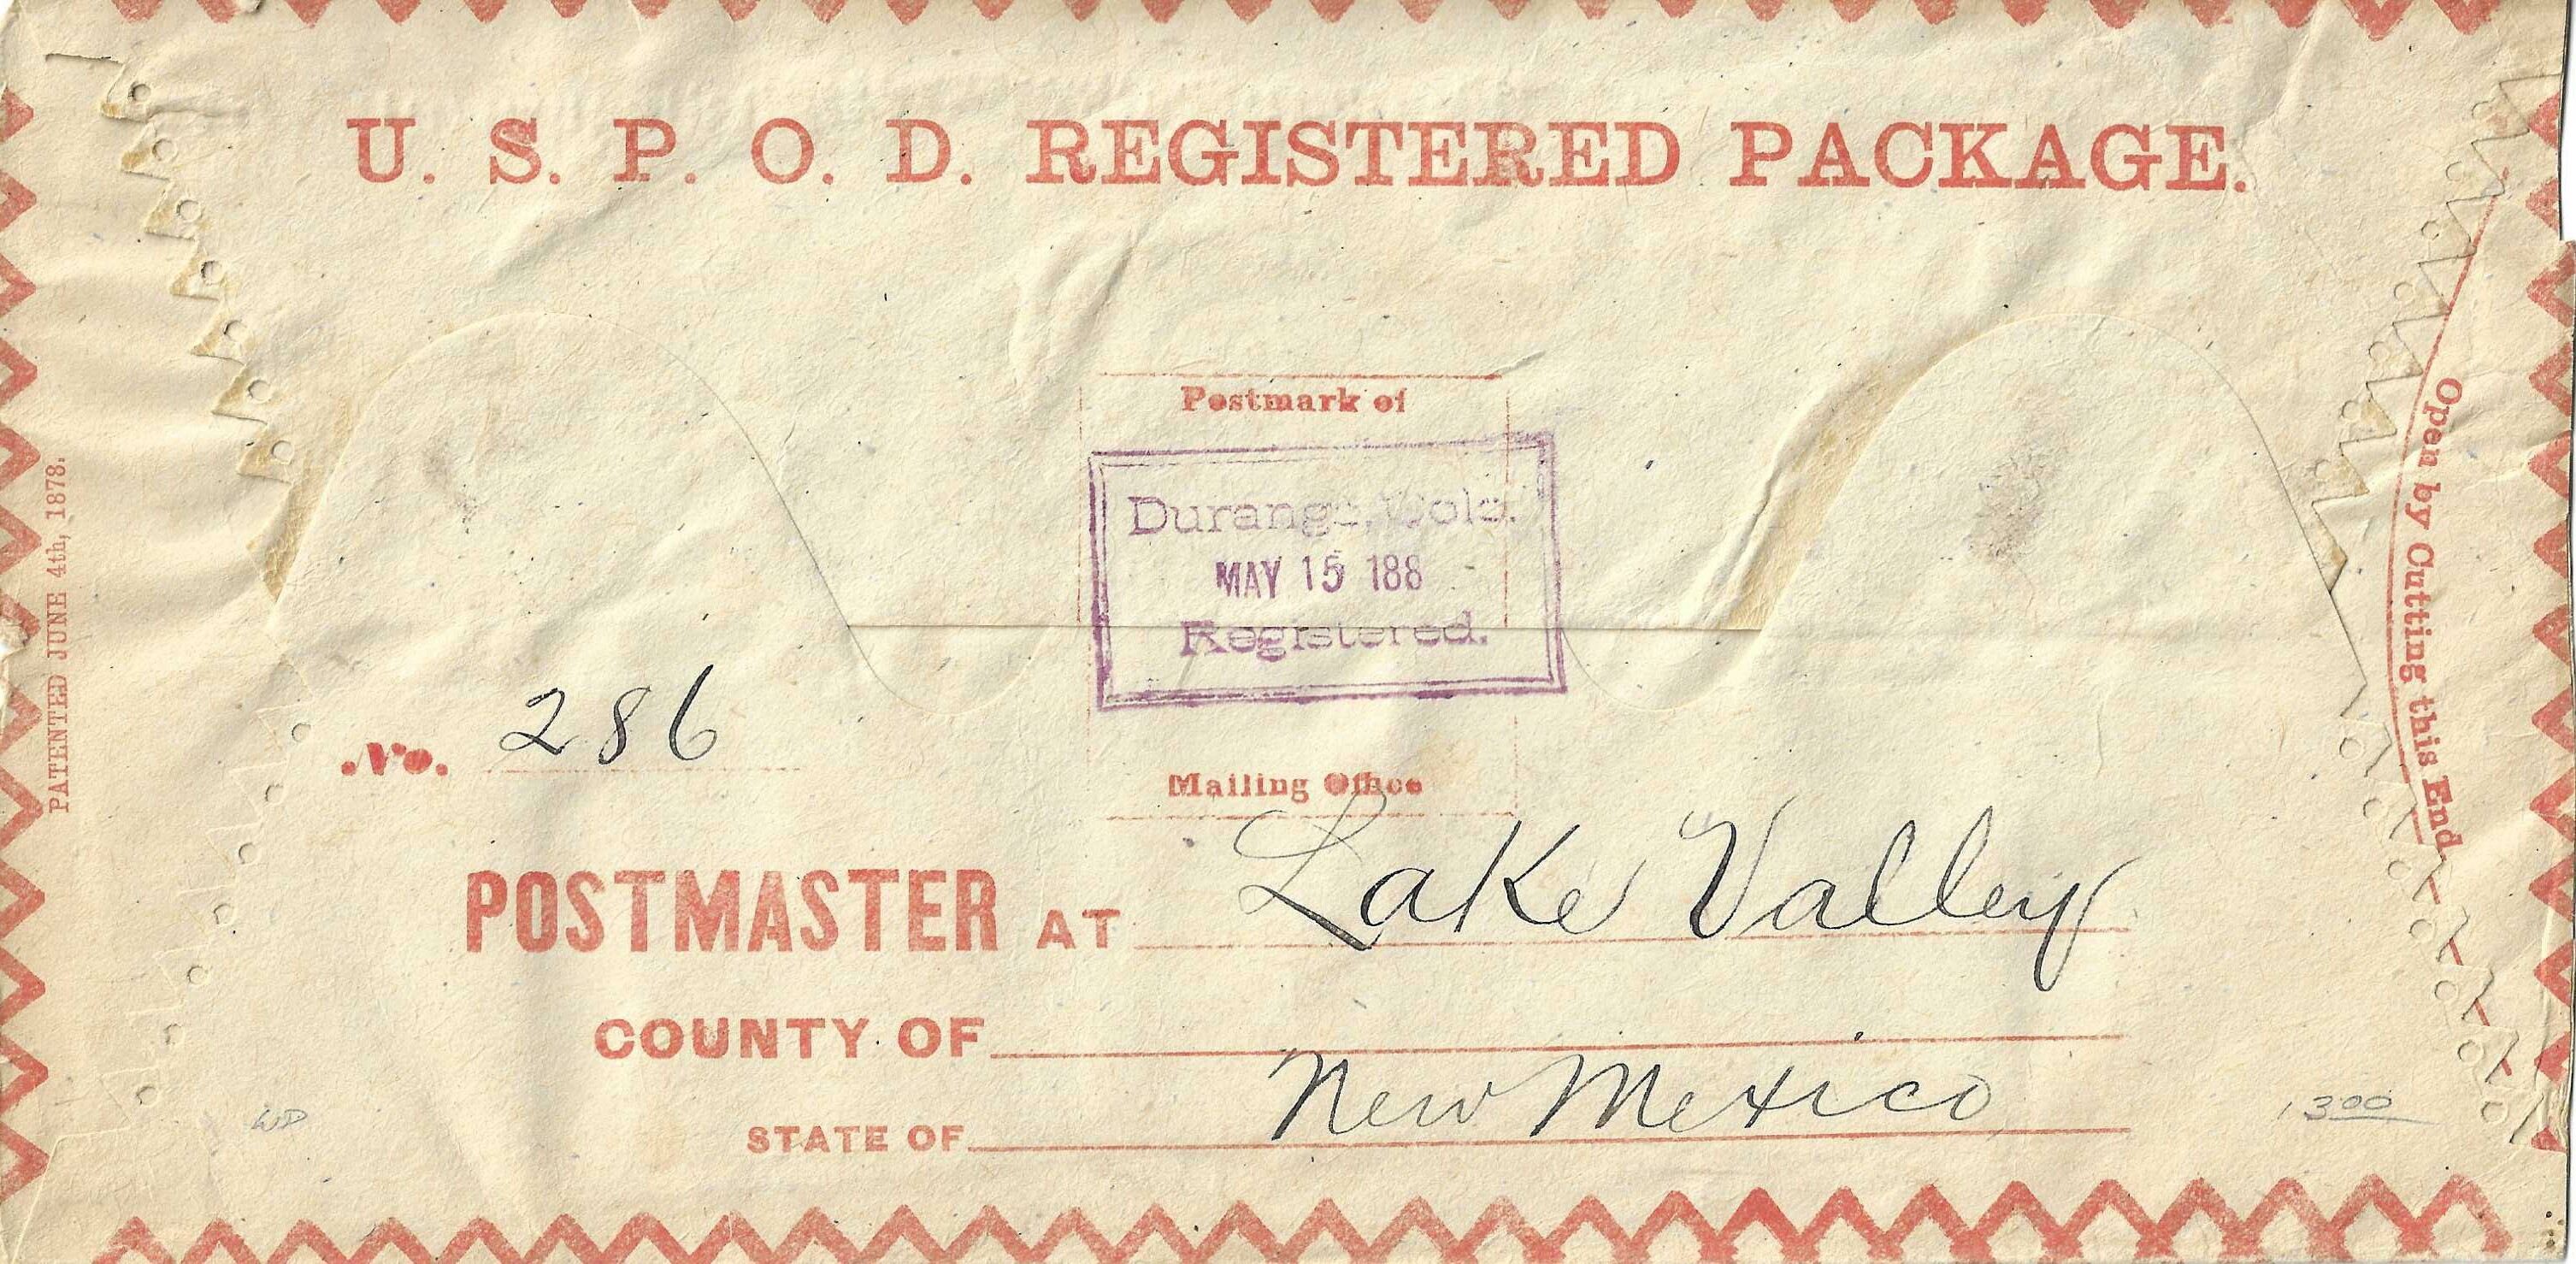 U. S. P. O. D. REGISTERED PACKAGE.
Postmark of
Durango, Colo.
MAY 15 188
Registered.
No. 286
Mailing Office
POSTMASTER AT Lake Valley
COUNTY OF
STATE OF New Mexico
PATENTED JUNE 4th, 1878.
Open by Cutting this End
WD
1300